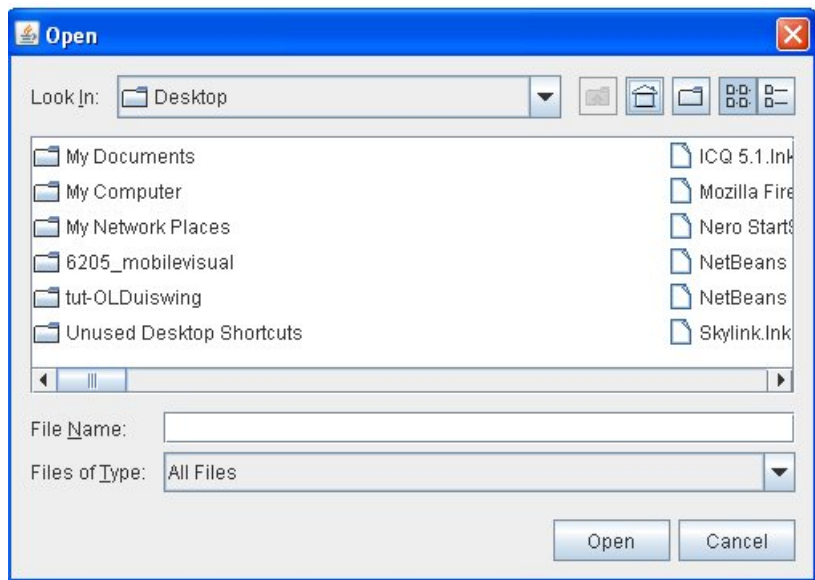 Open
Look In: Desktop
My Documents
My Computer
My Network Places
6205_mobilevisual
tut-OLDuiswing
Unused Desktop Shortcuts
ICQ 5.1.lnk
Mozilla Fire
Nero StartS
NetBeans
NetBeans
Skylink.lnk
File Name:
Files of Type: All Files
Open Cancel